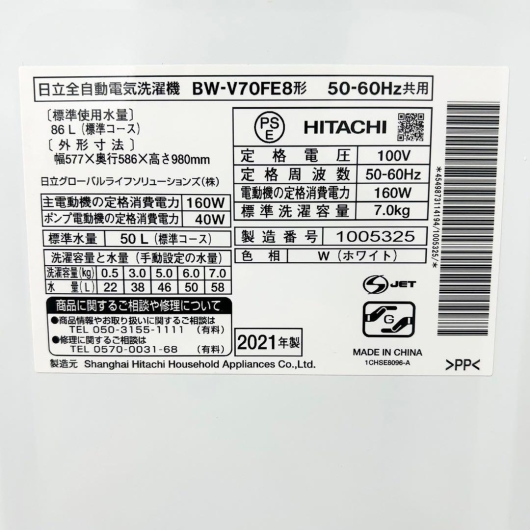 日立全自動電気洗濯機 BW-V70FE8形 50-60Hz共用
〔標準使用水量〕
86L(標準コース)
〔外形寸法〕
幅577×奥行586×高さ980mm
日立グローバルライフソリューションズ(株)
主電動機の定格消費電力 160W
ポンプ電動機の定格消費電力 40W
標準水量 50L(標準コース)
洗濯容量と水量(手動設定の水量)
洗濯容量(kg) 0.5 3.0 5.0 6.0 7.0
水量(L) 22 38 46 50 58
商品に関するご相談や修理について
●商品情報やお取り扱いに関するご相談は
TEL 050-3155-1111 (有料)
●修理に関するご相談は
TEL 0570-0031-68 (有料)
PSE HITACHI
定格電圧 100V
定格周波数 50-60Hz
電動機の定格消費電力 160W
標準洗濯容量 7.0kg
製造番号 1005325
色相 W(ホワイト)
S JET
G
2021年製
MADE IN CHINA
1CHSE8096-A
製造元 Shanghai Hitachi Household Appliances Co.,Ltd.
>PP<
*4549873114194/1005325/*